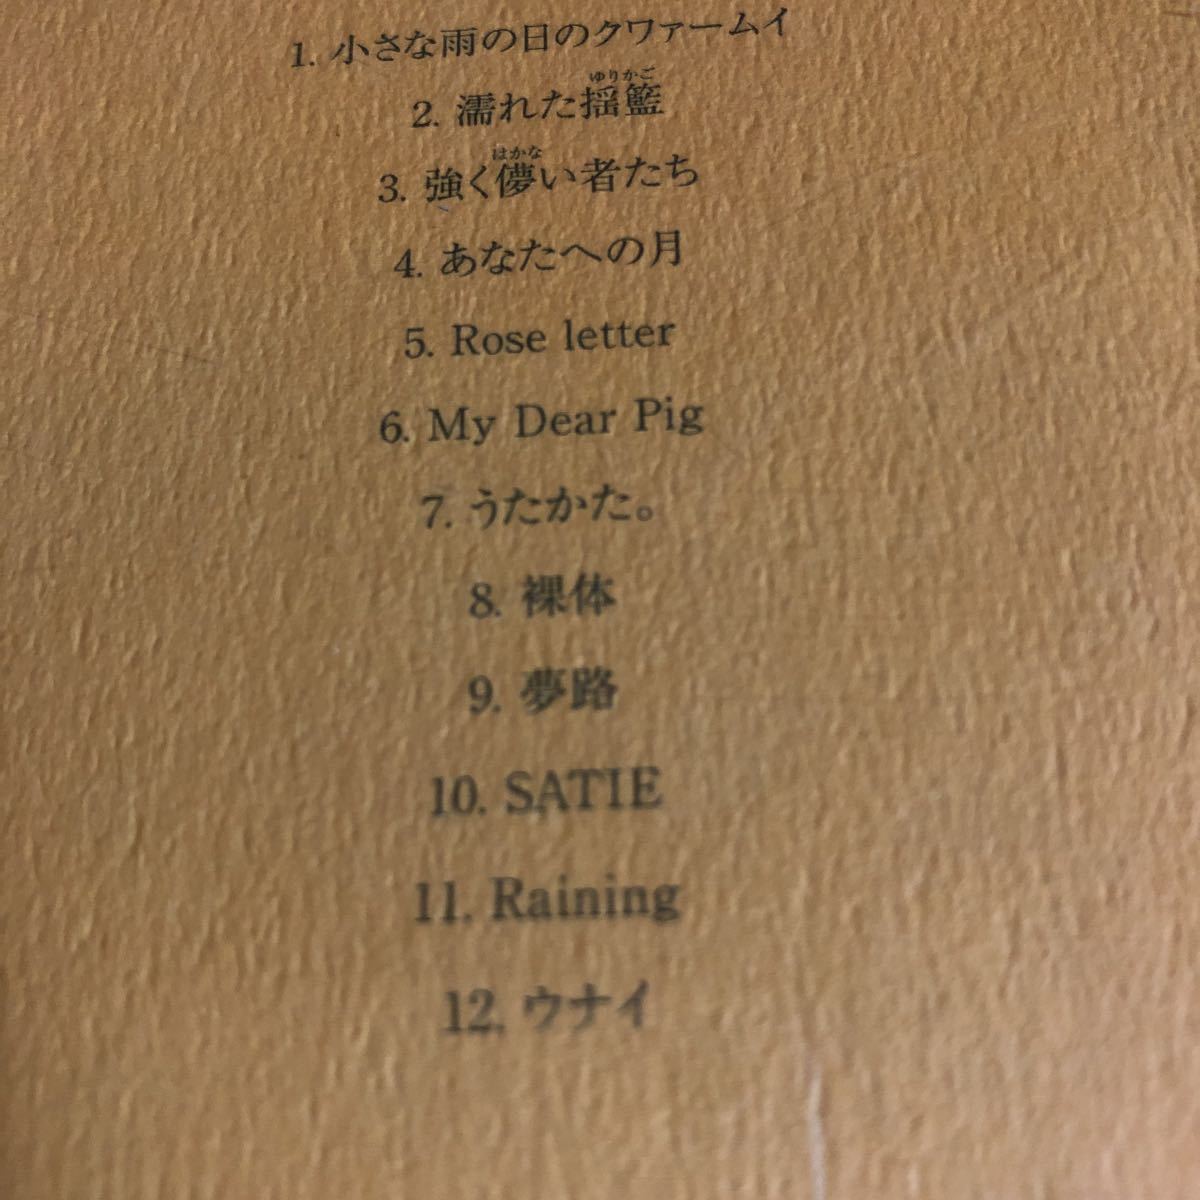 1. 小さな雨の日のクワァームイ
ゆりかご
2. 濡れた揺籃
はかな
3. 強く儚い者たち
4. あなたへの月
5. Rose letter
6. My Dear Pig
7. うたかた。
8. 裸体
9. 夢路
10. SATIE
11. Raining
12. ウナイ